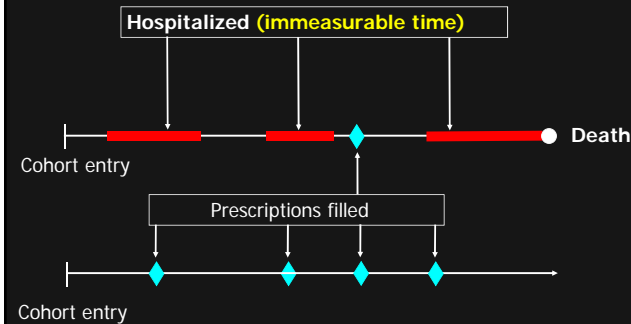 Hospitalized (immeasurable time)
Death
Cohort entry
Prescriptions filled
Cohort entry